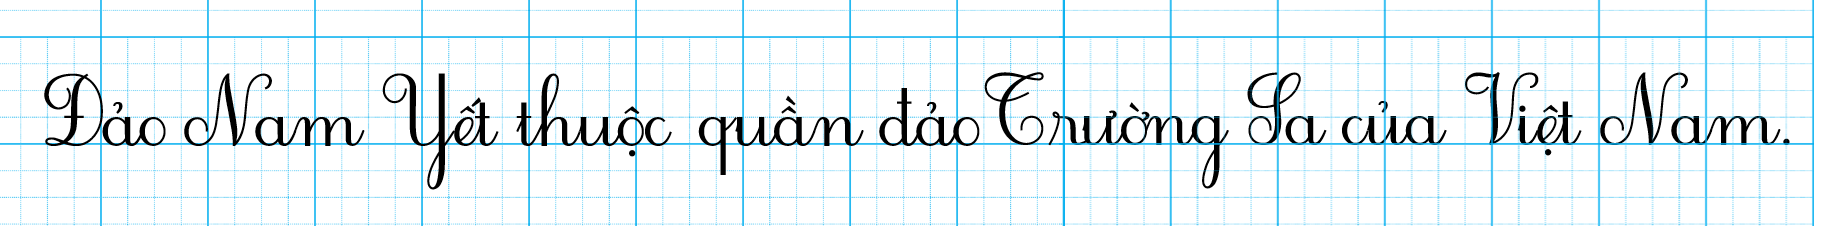 Đảo Nam Yết thuộc quần đảo Trường Sa của Việt Nam.